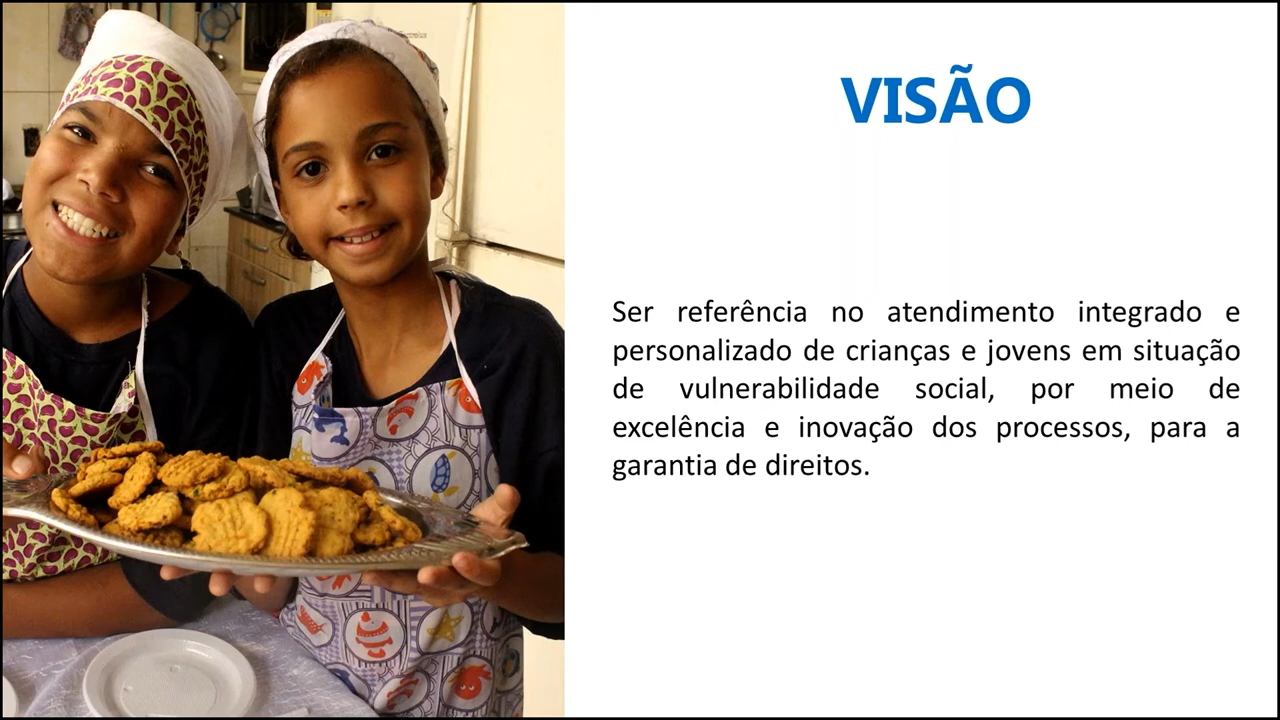 VISÃO
Ser referência no atendimento integrado e
personalizado de crianças e jovens em situação
de vulnerabilidade social, por meio de
excelência e inovação dos processos, para a
garantia de direitos.